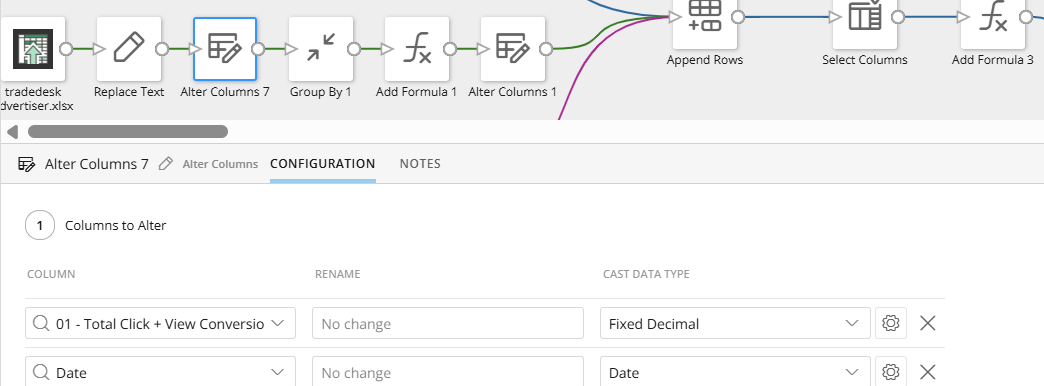 tradedesk
dvertiser.xlsx
Replace Text
Alter Columns 7
Group By 1
Add Formula 1
Alter Columns 1
Append Rows
Select Columns
Add Formula 3
Alter Columns 7 Alter Columns CONFIGURATION NOTES
1 Columns to Alter
COLUMN RENAME CAST DATA TYPE
01 - Total Click + View Conversio No change Fixed Decimal
Date No change Date